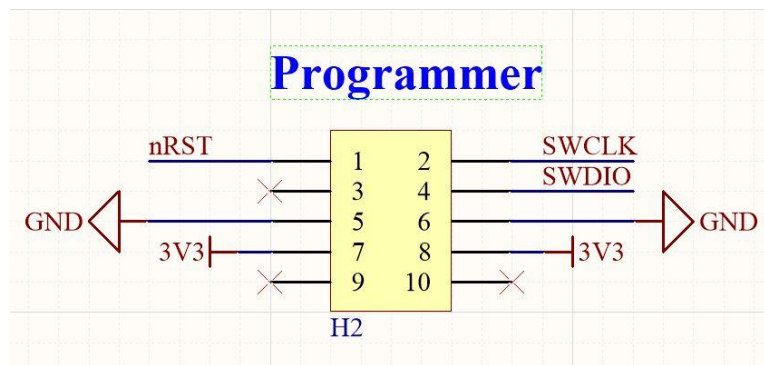 Programmer
nRST 1 2 SWCLK
3 4 SWDIO
GND 5 6 GND
3V3 7 8 3V3
9 10
H2